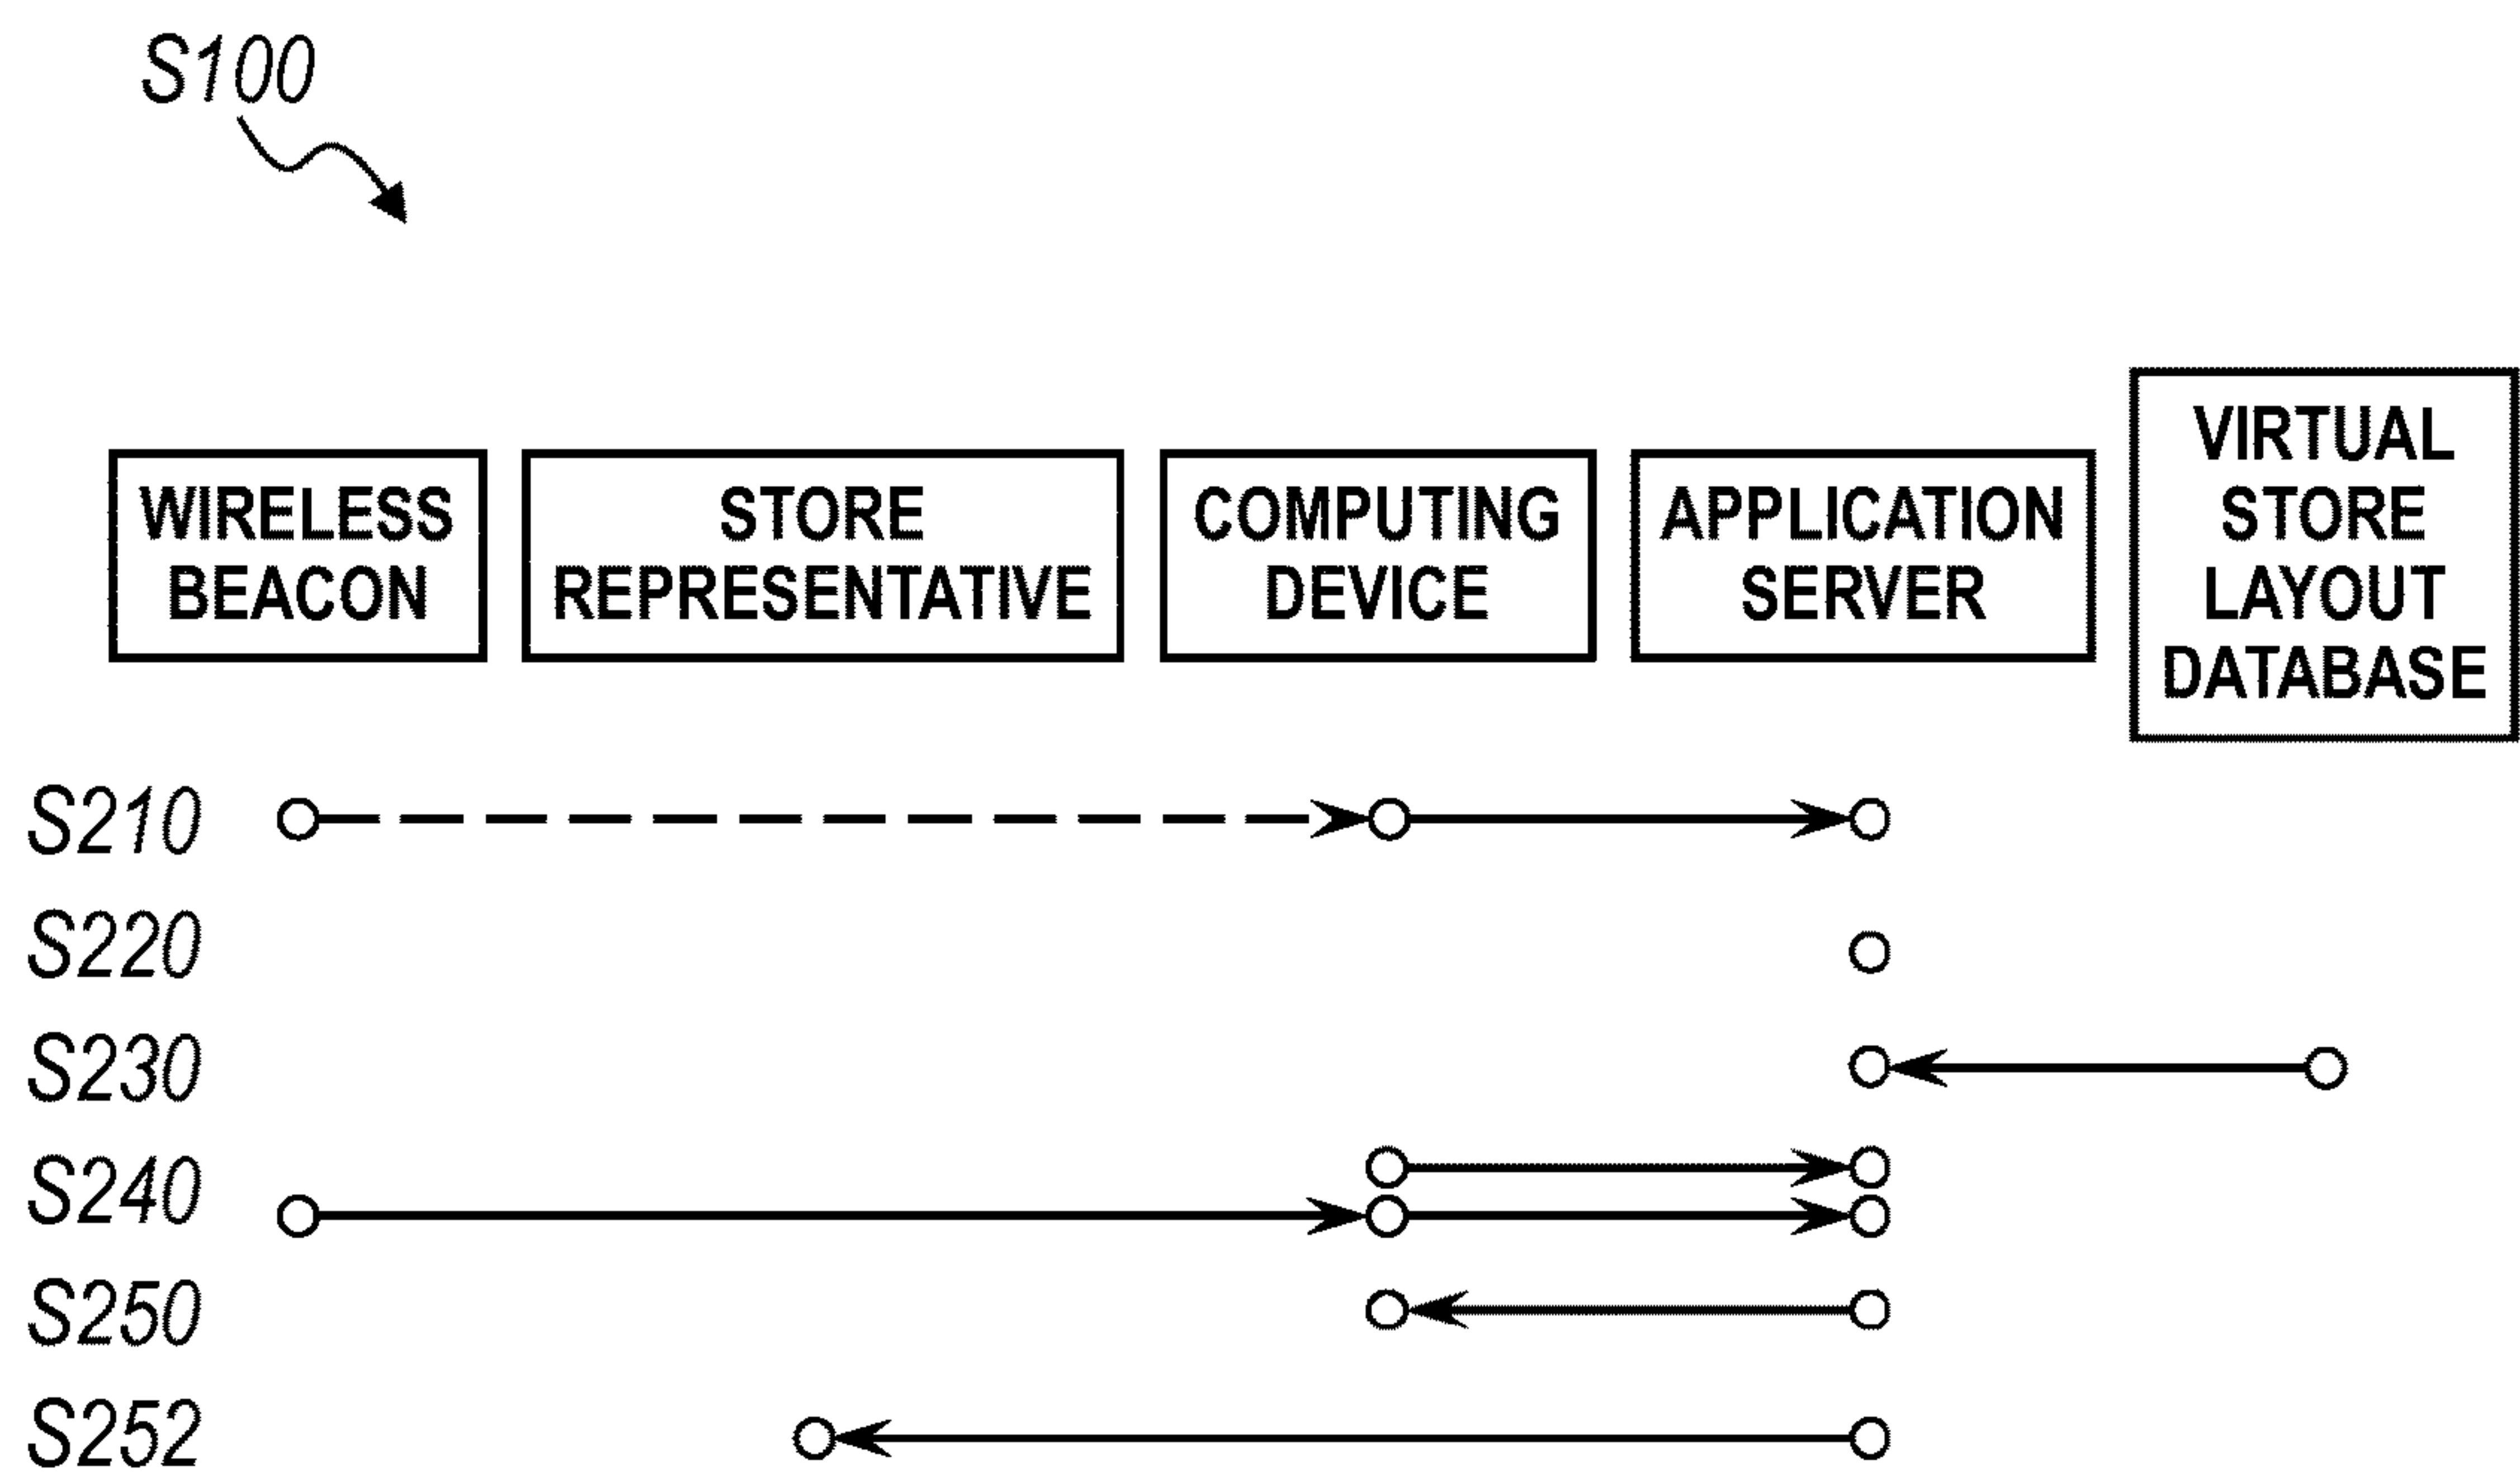 S100
WIRELESS
BEACON
STORE
REPRESENTATIVE
COMPUTING
DEVICE
APPLICATION
SERVER
VIRTUAL
STORE
LAYOUT
DATABASE
S210
S220
S230
S240
S250
S252